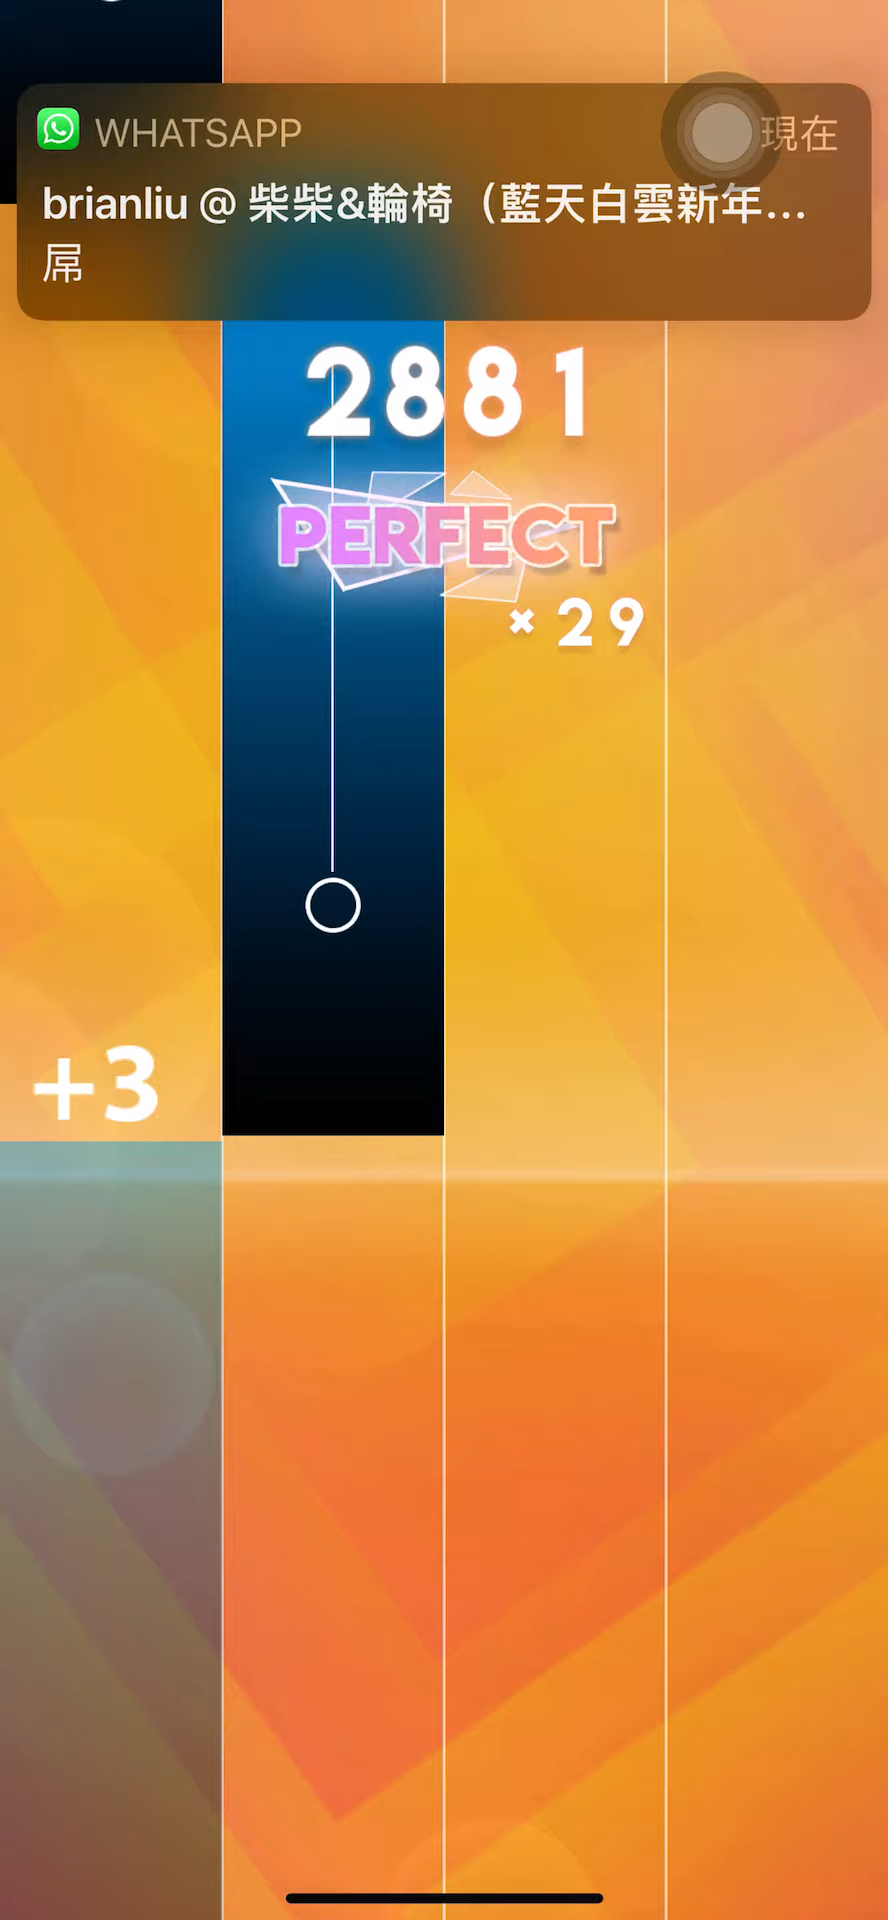 WHATSAPP
現在
brianliu @ 柴柴&輪椅（藍天白雲新年...
屌
2881
PERFECT
× 29
+3